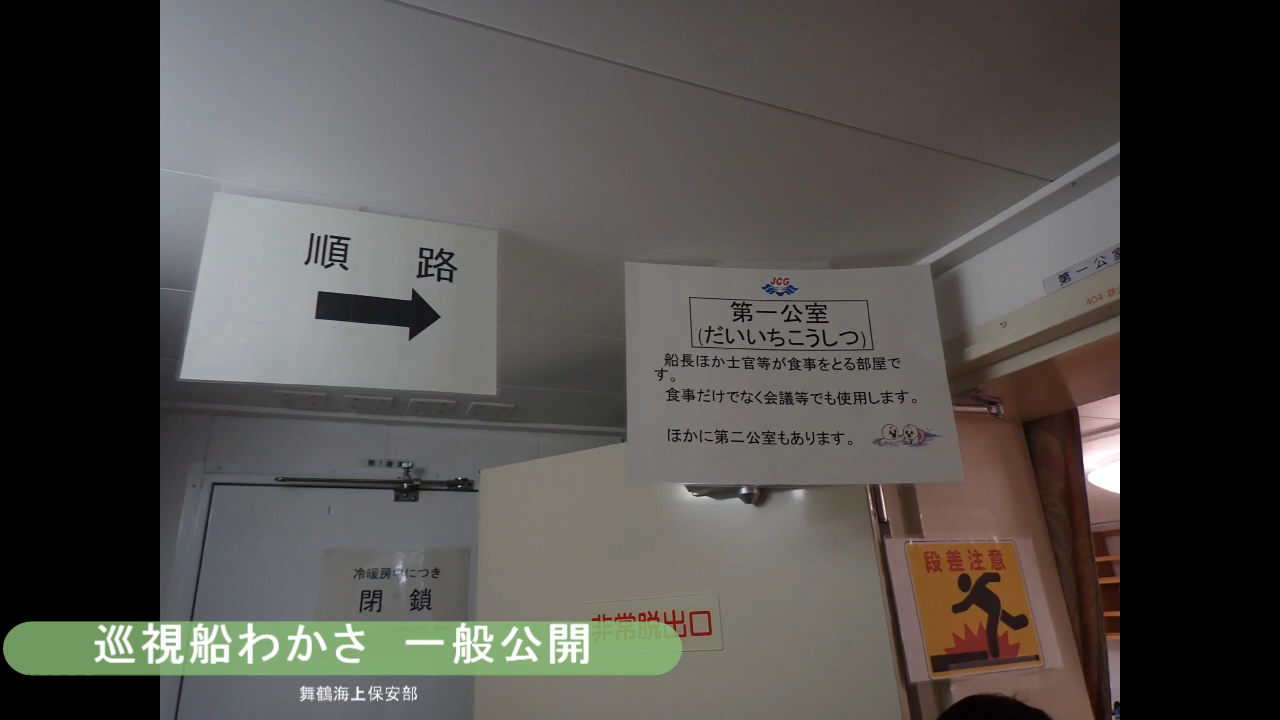 順 路
JCG
第一公室
(だいいちこうしつ)
船長ほか士官等が食事をとる部屋で
す。
食事だけでなく会議等でも使用します。
ほかに第二公室もあります。
第一公室
404
冷暖房中につき
閉 鎖
非常脱出口
段差注意
巡視船わかさ 一般公開
舞鶴海上保安部